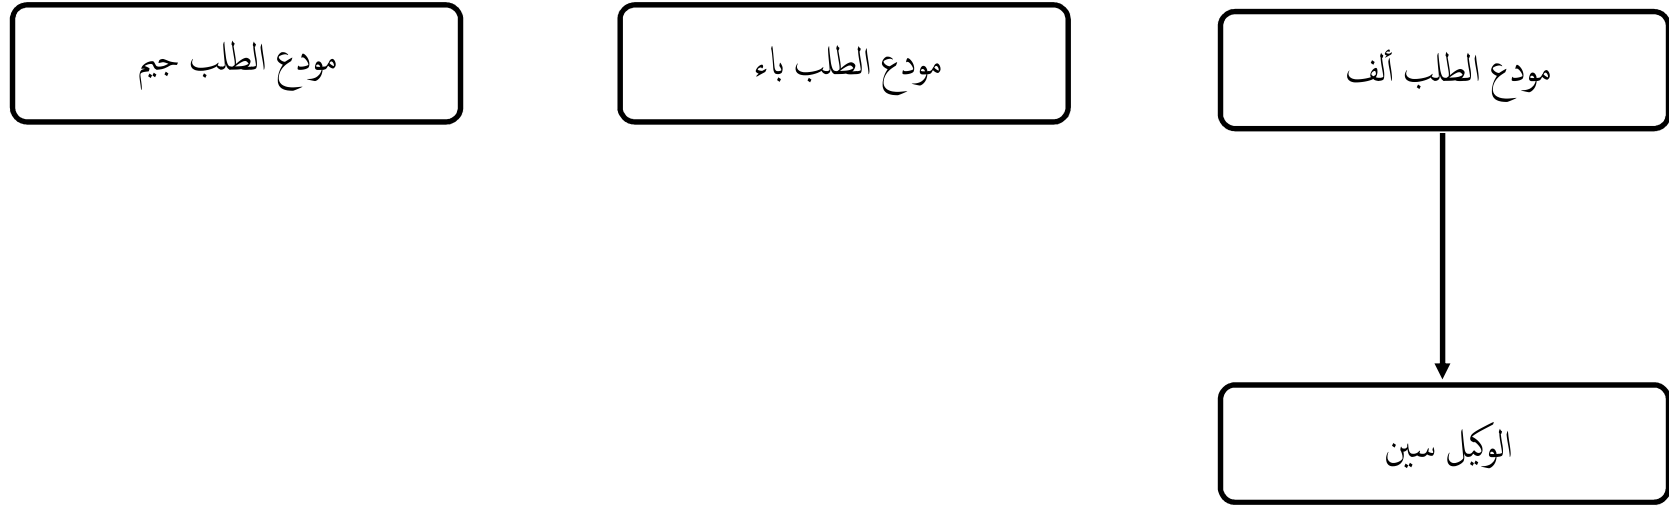 مودع الطلب ألف
مودع الطلب باء
مودع الطلب جيم
الوكيل سين